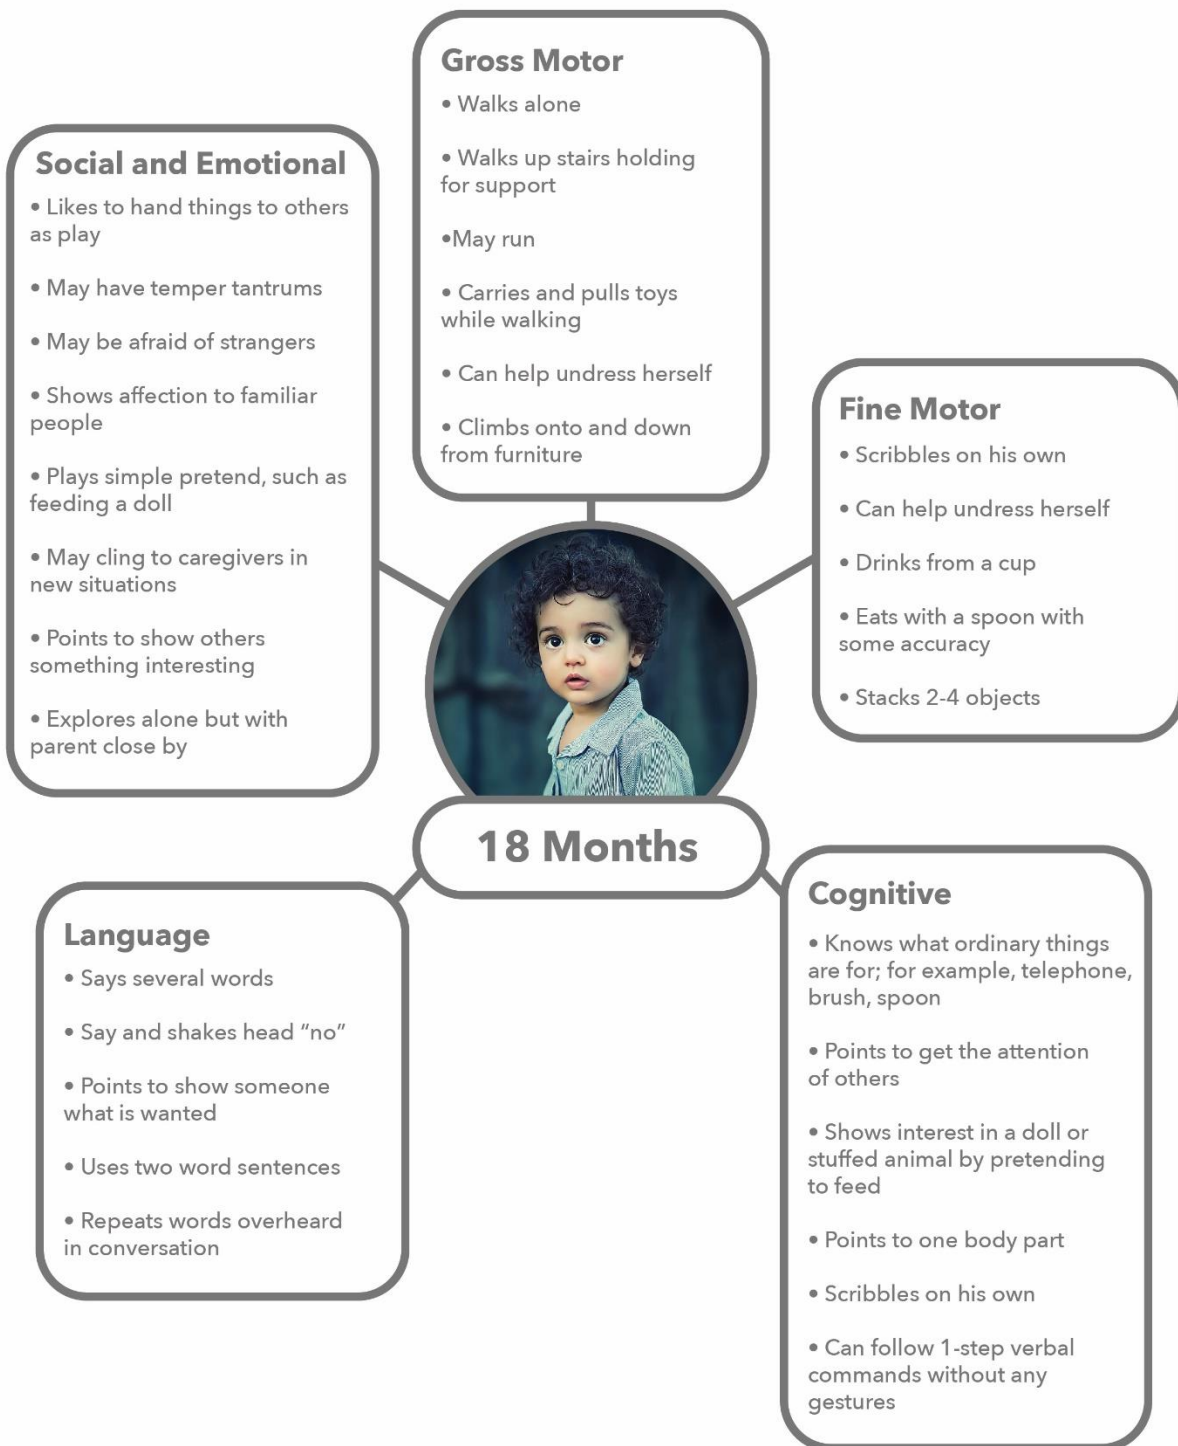 Gross Motor
• Walks alone
• Walks up stairs holding
for support
•May run
• Carries and pulls toys
while walking
• Can help undress herself
• Climbs onto and down
from furniture
Social and Emotional
• Likes to hand things to others
as play
• May have temper tantrums
• May be afraid of strangers
• Shows affection to familiar
people
• Plays simple pretend, such as
feeding a doll
• May cling to caregivers in
new situations
• Points to show others
something interesting
• Explores alone but with
parent close by
Fine Motor
• Scribbles on his own
• Can help undress herself
• Drinks from a cup
• Eats with a spoon with
some accuracy
• Stacks 2-4 objects
18 Months
Language
• Says several words
• Say and shakes head “no”
• Points to show someone
what is wanted
• Uses two word sentences
• Repeats words overheard
in conversation
Cognitive
• Knows what ordinary things
are for; for example, telephone,
brush, spoon
• Points to get the attention
of others
• Shows interest in a doll or
stuffed animal by pretending
to feed
• Points to one body part
• Scribbles on his own
• Can follow 1-step verbal
commands without any
gestures